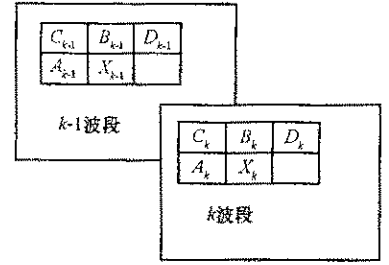 C_{k-1} B_{k-1} D_{k-1}
A_{k-1} X_{k-1}
k-1波段
C_k B_k D_k
A_k X_k
k波段